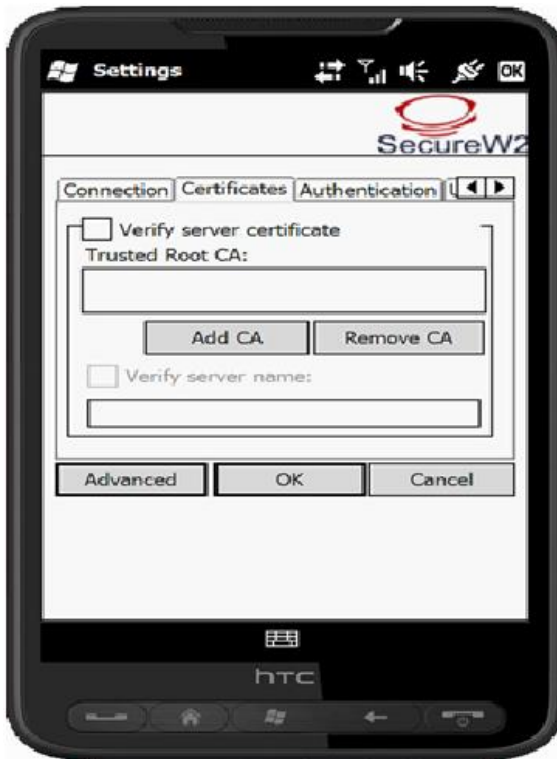 Settings
OK
SecureW2
Connection Certificates Authentication
Verify server certificate
Trusted Root CA:
Add CA Remove CA
Verify server name:
Advanced OK Cancel
hTC